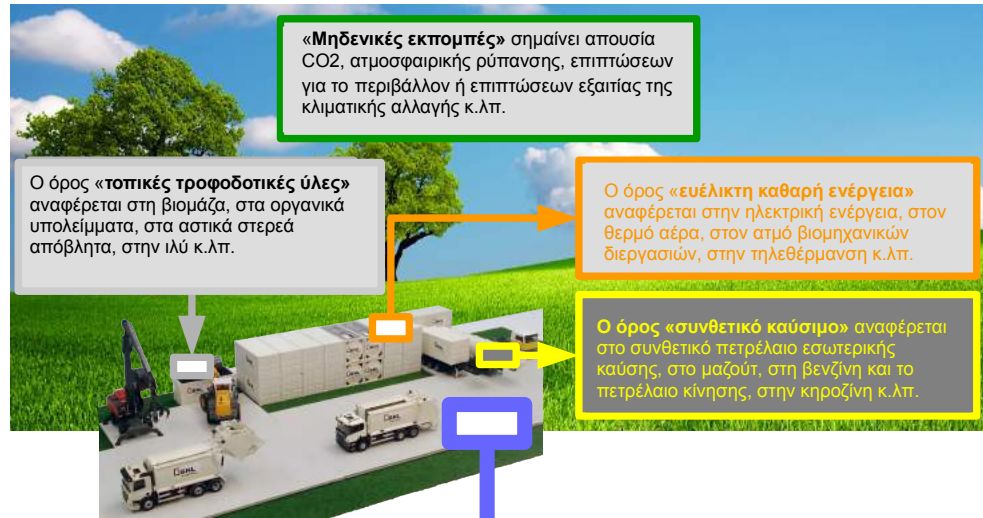 «Μηδενικές εκπομπές» σημαίνει απουσία
CO2, ατμοσφαιρικής ρύπανσης, επιπτώσεων
για το περιβάλλον ή επιπτώσεων εξαιτίας της
κλιματικής αλλαγής κ.λπ.
Ο όρος «τοπικές τροφοδοτικές ύλες»
αναφέρεται στη βιομάζα, στα οργανικά
υπολείμματα, στα αστικά στερεά
απόβλητα, στην ιλύ κ.λπ.
Ο όρος «ευέλικτη καθαρή ενέργεια»
αναφέρεται στην ηλεκτρική ενέργεια, στον
θερμό αέρα, στον ατμό βιομηχανικών
διεργασιών, στην τηλεθέρμανση κ.λπ.
Ο όρος «συνθετικό καύσιμο» αναφέρεται
στο συνθετικό πετρέλαιο εσωτερικής
καύσης, στο μαζούτ, στη βενζίνη και το
πετρέλαιο κίνησης, στην κηροζίνη κ.λπ.